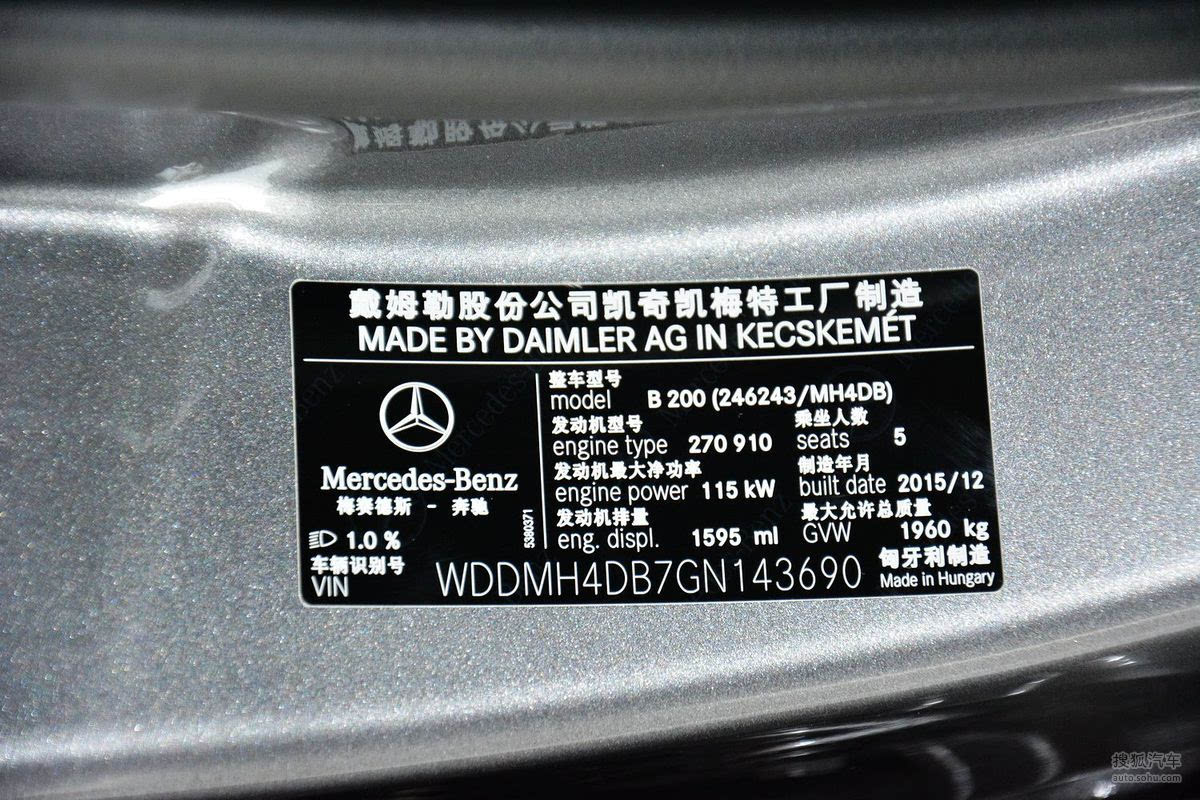 戴姆勒股份公司凯奇凯梅特工厂制造
MADE BY DAIMLER AG IN KECSKEMÉT
整车型号
model B 200 (246243/MH4DB)
发动机型号
engine type 270 910
乘坐人数
seats 5
发动机最大净功率
engine power 115 kW
制造年月
built date 2015/12
发动机排量
eng. displ. 1595 ml
最大允许总质量
GVW 1960 kg
Mercedes-Benz
梅赛德斯 - 奔驰
5380371
1.0 %
车辆识别号
VIN WDDMH4DB7GN143690
匈牙利制造
Made in Hungary
搜狐汽车
auto.sohu.com